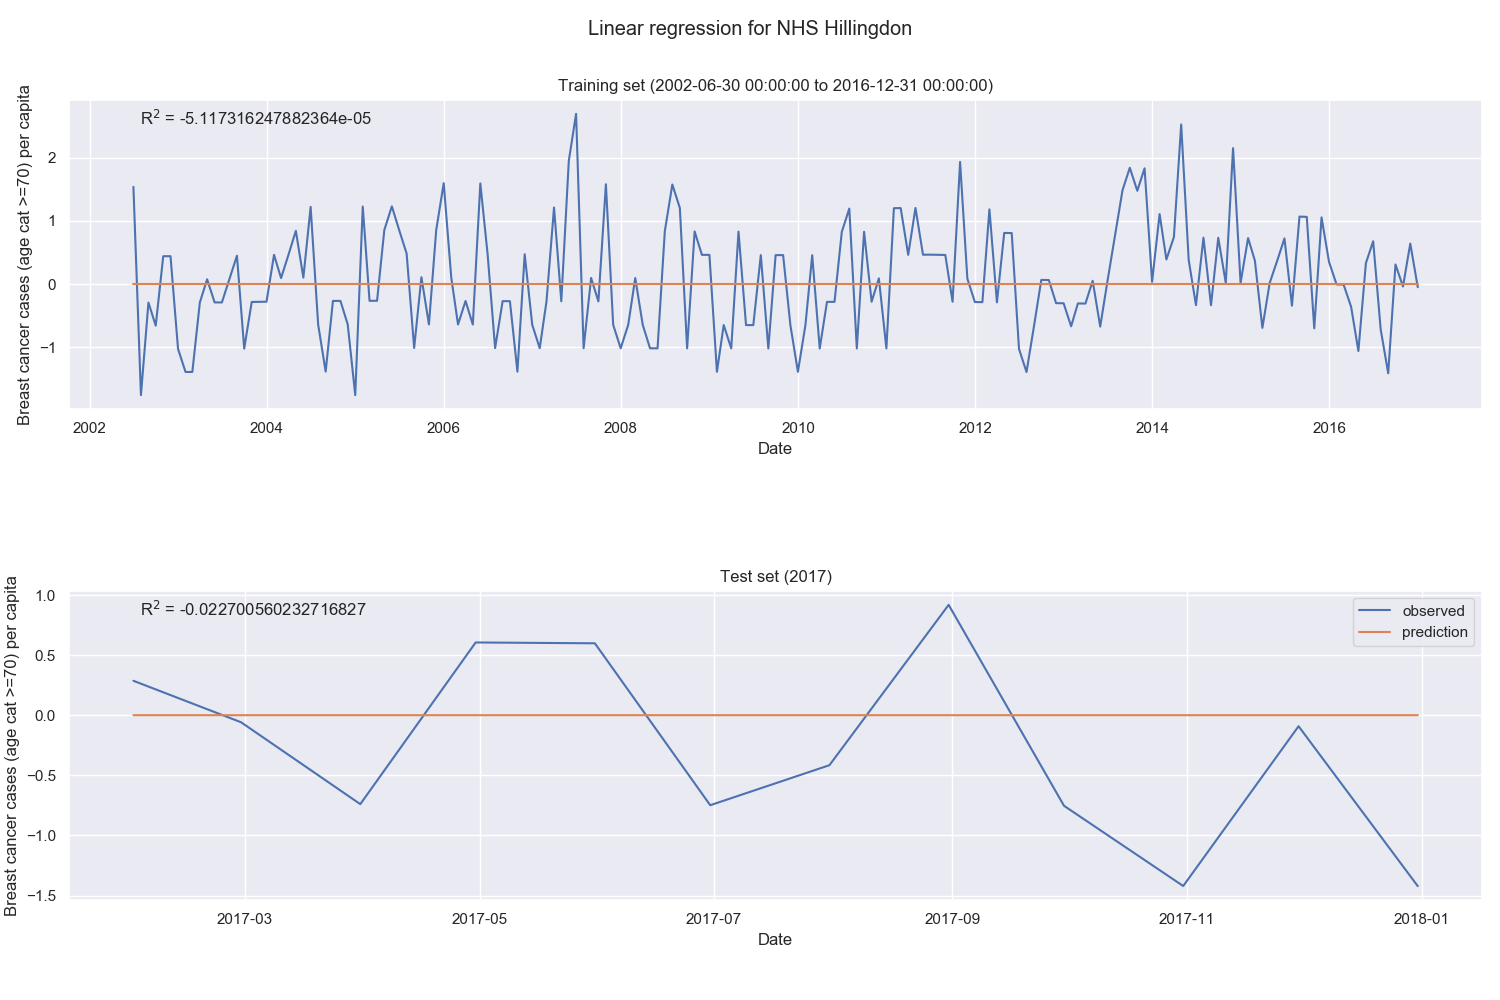 Linear regression for NHS Hillingdon
Training set (2002-06-30 00:00:00 to 2016-12-31 00:00:00)
R² = -5.117316247882364e-05
Breast cancer cases (age cat >=70) per capita
2
1
0
−1
2002 2004 2006 2008 2010 2012 2014 2016
Date
Test set (2017)
R² = -0.022700560232716827
observed
prediction
Breast cancer cases (age cat >=70) per capita
1.0
0.5
0.0
−0.5
−1.0
−1.5
2017-03 2017-05 2017-07 2017-09 2017-11 2018-01
Date